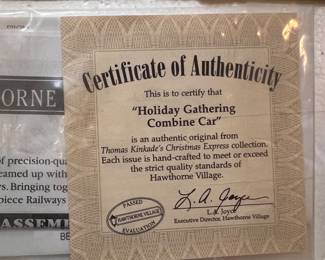 ORNE
of precision-qua
eamed up with
ys. Bringing tog
piece Railways
ASSEM
BE
Certificate of Authenticity
This is to certify that
"Holiday Gathering
Combine Car"
is an authentic original from
Thomas Kinkade's Christmas Express collection.
Each issue is hand-crafted to meet or exceed
the strict quality standards of
Hawthorne Village.
PASSED
HAWTHORNE VILLAGE
EVALUATION
L. A. Joyce
L. A. Joyce
Executive Director, Hawthorne Village